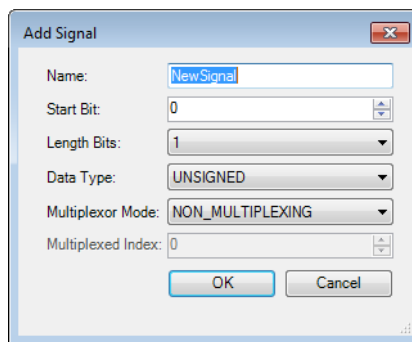 Add Signal
Name: NewSignal
Start Bit: 0
Length Bits: 1
Data Type: UNSIGNED
Multiplexor Mode: NON_MULTIPLEXING
Multiplexed Index: 0
OK Cancel